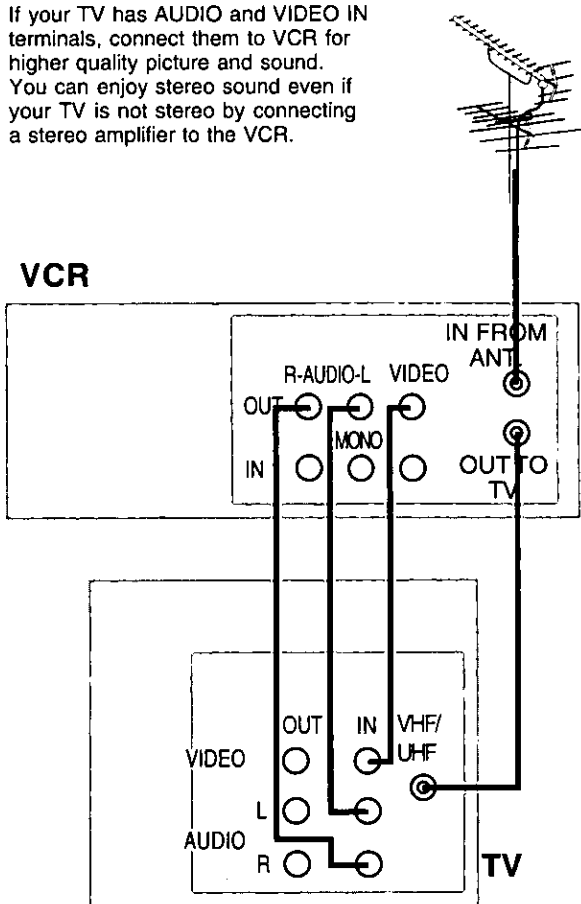 If your TV has AUDIO and VIDEO IN
terminals, connect them to VCR for
higher quality picture and sound.
You can enjoy stereo sound even if
your TV is not stereo by connecting
a stereo amplifier to the VCR.
VCR
IN FROM
ANT.
R-AUDIO-L VIDEO
OUT
MONO
IN
OUT TO
TV
OUT IN VHF/
UHF
VIDEO
L
AUDIO
R
TV